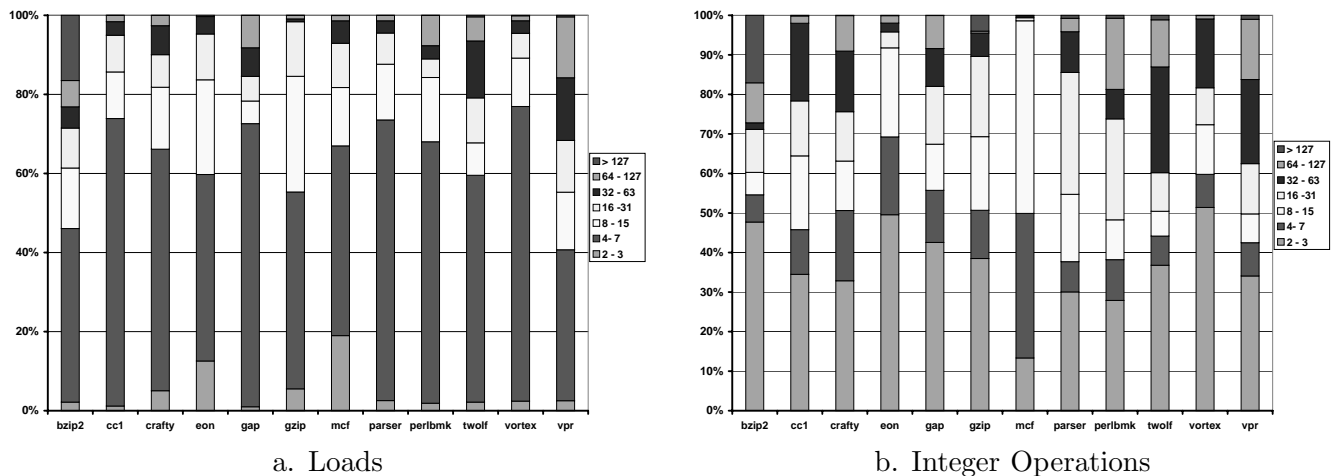 100%
80%
60%
40%
20%
0%
bzip2 cc1 crafty eon gap gzip mcf parser perlbmk twolf vortex vpr
> 127
64 - 127
32 - 63
16 -31
8 - 15
4- 7
2 - 3
a. Loads
100%
90%
80%
70%
60%
50%
40%
30%
20%
10%
0%
bzip2 cc1 crafty eon gap gzip mcf parser perlbmk twolf vortex vpr
> 127
64 - 127
32 - 63
16 -31
8 - 15
4- 7
2 - 3
b. Integer Operations